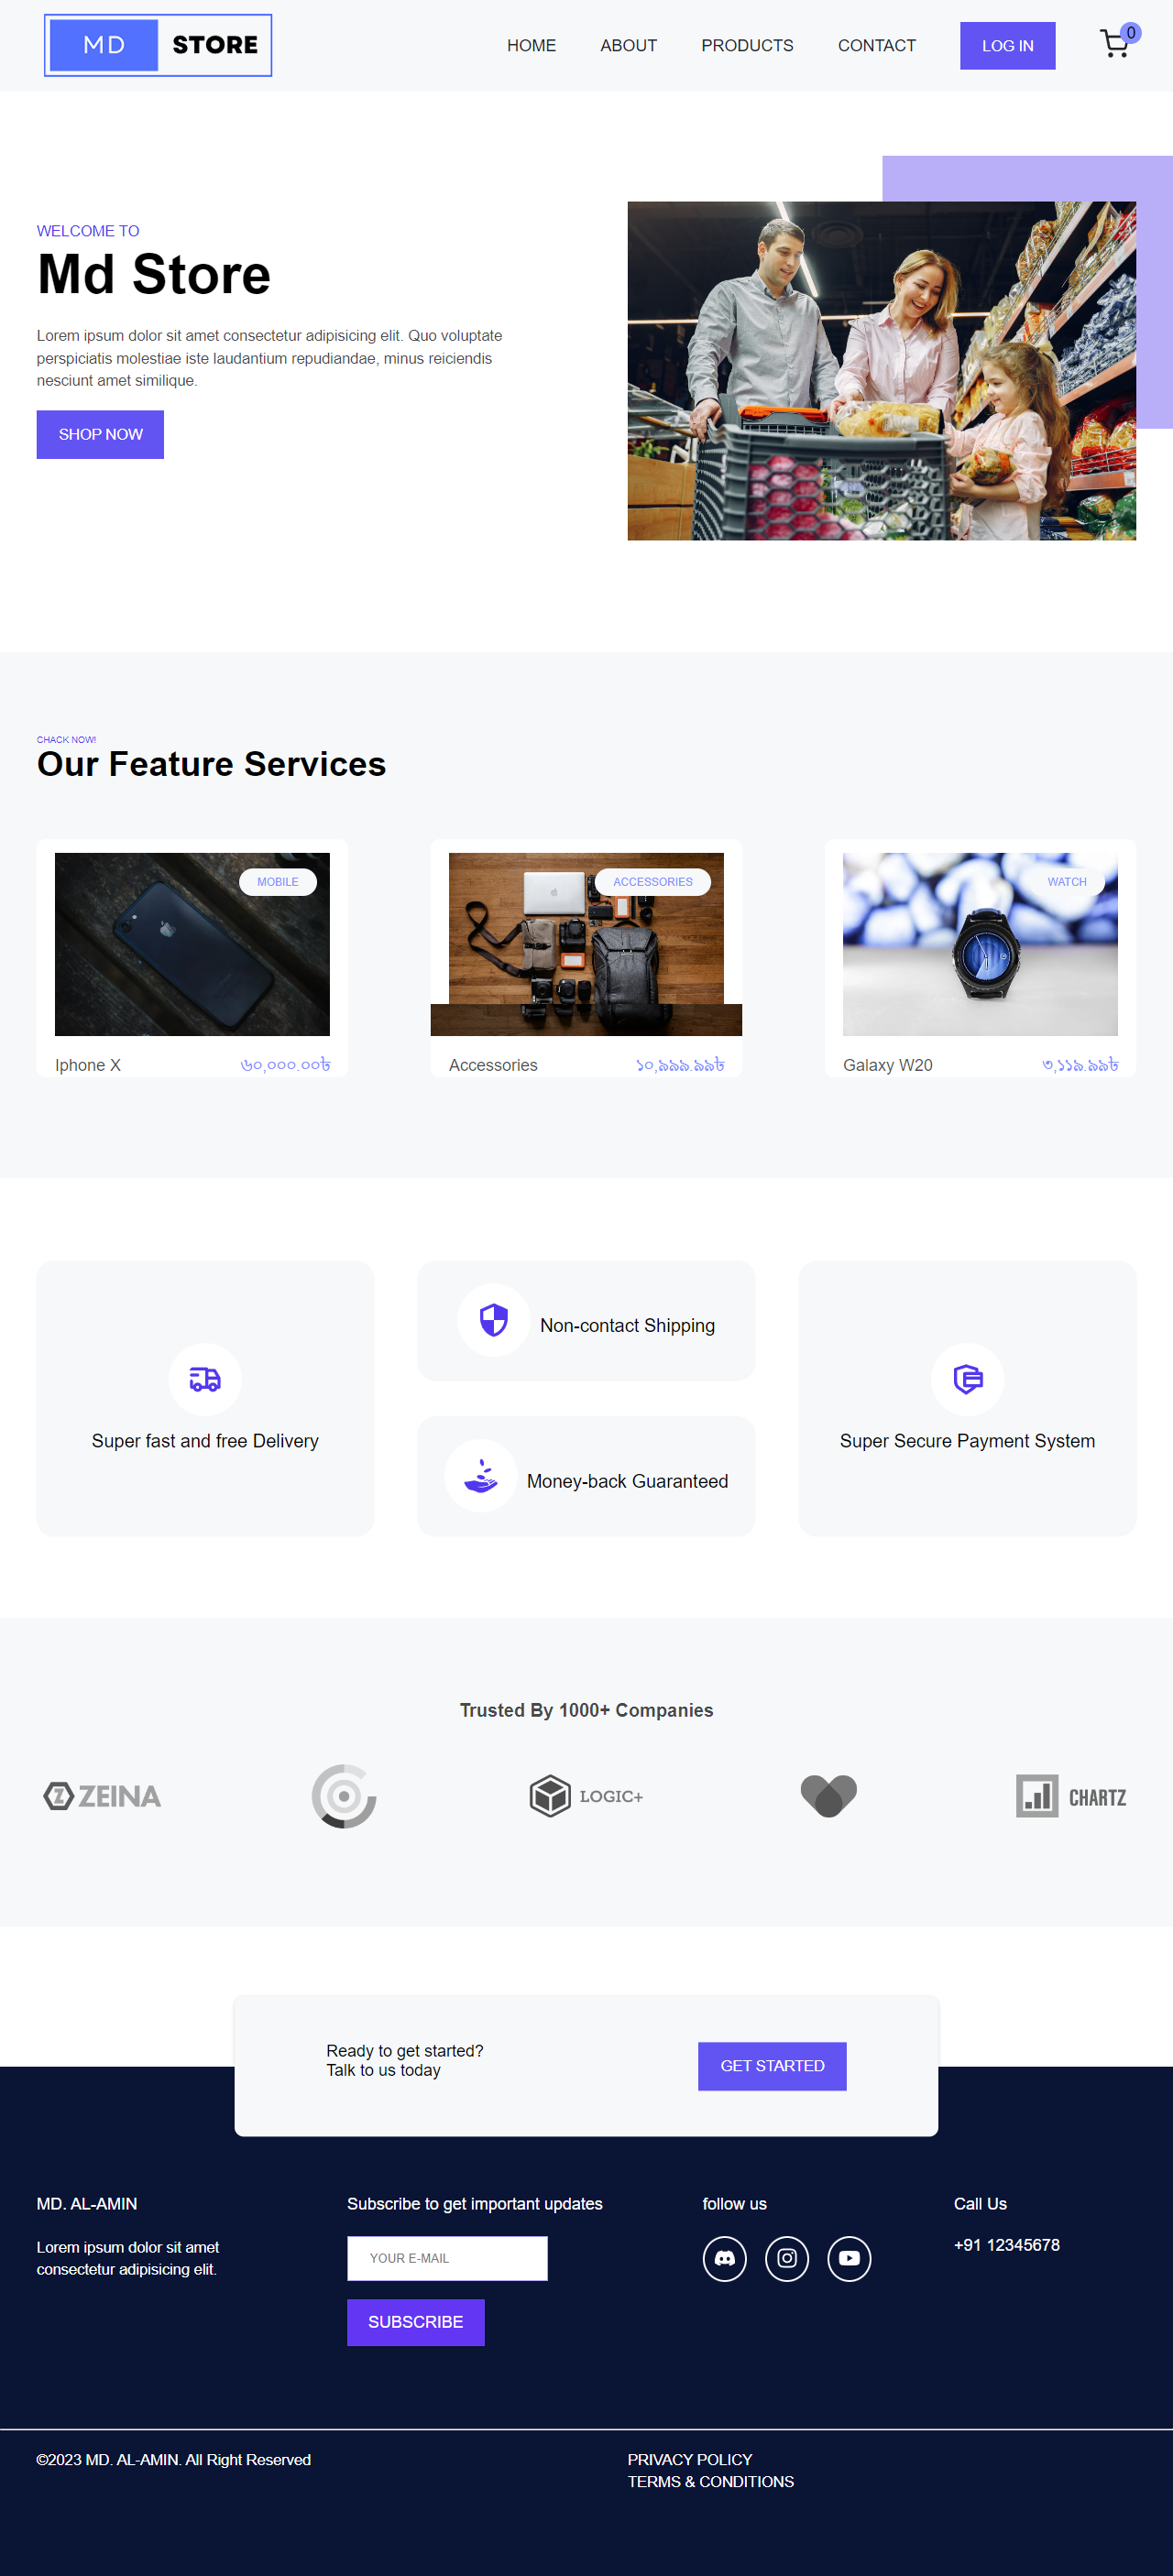 MD STORE
HOME ABOUT PRODUCTS CONTACT LOG IN 0
WELCOME TO
Md Store
Lorem ipsum dolor sit amet consectetur adipisicing elit. Quo voluptate
perspiciatis molestiae iste laudantium repudiandae, minus reiciendis
nesciunt amet similique.
SHOP NOW
CHACK NOW!
Our Feature Services
MOBILE
Iphone X ৬০,০০০.০০৳
ACCESSORIES
Accessories ১০,৯৯৯.৯৯৳
WATCH
Galaxy W20 ৩,১১৯.৯৯৳
Super fast and free Delivery
Non-contact Shipping
Money-back Guaranteed
Super Secure Payment System
Trusted By 1000+ Companies
ZEINA
LOGIC+
CHARTZ
Ready to get started?
Talk to us today
GET STARTED
MD. AL-AMIN
Lorem ipsum dolor sit amet
consectetur adipisicing elit.
Subscribe to get important updates
YOUR E-MAIL
SUBSCRIBE
follow us
Call Us
+91 12345678
©2023 MD. AL-AMIN. All Right Reserved
PRIVACY POLICY
TERMS & CONDITIONS